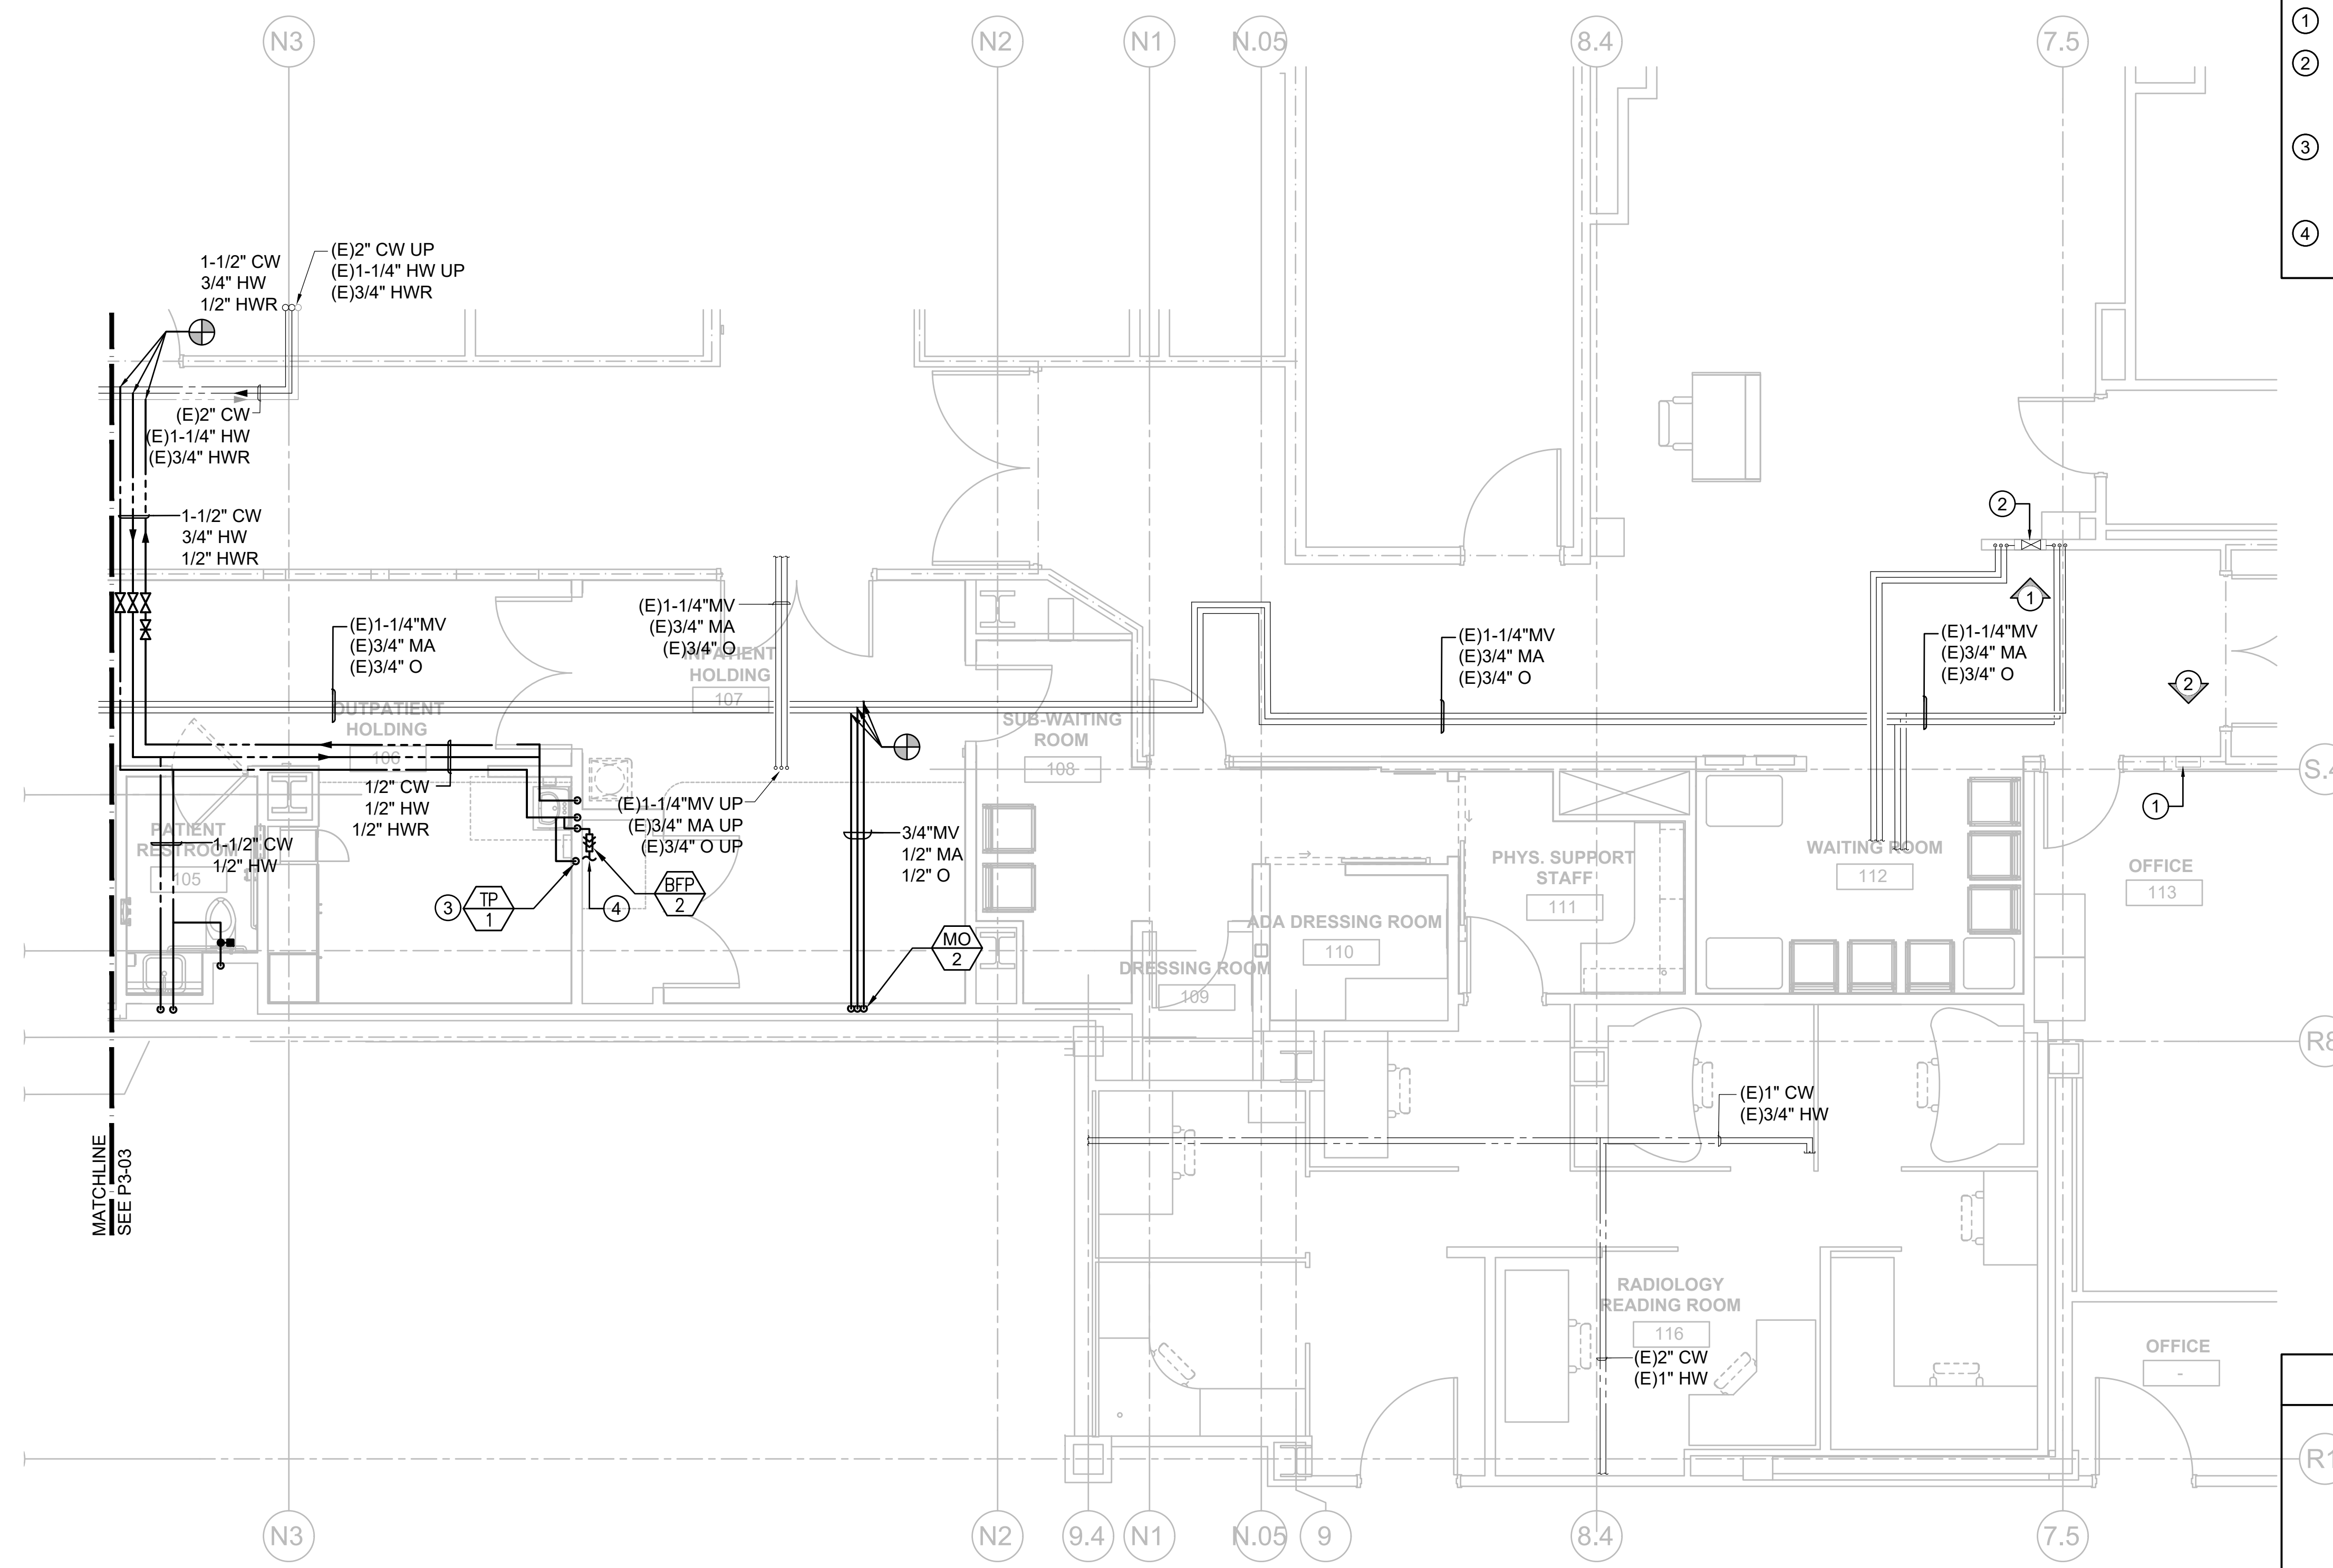 N3
N2
N1
N.05
8.4
7.5
1
2
3
4
1-1/2" CW
3/4" HW
1/2" HWR
(E)2" CW UP
(E)1-1/4" HW UP
(E)3/4" HWR
(E)2" CW
(E)1-1/4" HW
(E)3/4" HWR
1-1/2" CW
3/4" HW
1/2" HWR
(E)1-1/4"MV
(E)3/4" MA
(E)3/4" O
(E)1-1/4"MV
(E)3/4" MA
(E)3/4" O
INPATIENT
HOLDING
107
OUTPATIENT
HOLDING
106
SUB-WAITING
ROOM
108
(E)1-1/4"MV
(E)3/4" MA
(E)3/4" O
2
1
(E)1-1/4"MV
(E)3/4" MA
(E)3/4" O
2
1
1/2" CW
1/2" HW
1/2" HWR
(E)1-1/4"MV UP
(E)3/4" MA UP
(E)3/4" O UP
3/4"MV
1/2" MA
1/2" O
PATIENT
RESTROOM
105
1-1/2" CW
1/2" HW
3
TP
1
4
BFP
2
MO
2
PHYS. SUPPORT
STAFF
111
WAITING ROOM
112
OFFICE
113
ADA DRESSING ROOM
110
DRESSING ROOM
109
(E)1" CW
(E)3/4" HW
MATCHLINE
SEE P3-03
RADIOLOGY
READING ROOM
116
(E)2" CW
(E)1" HW
OFFICE
-
N3
N2
9.4
N1
N.05
9
8.4
7.5